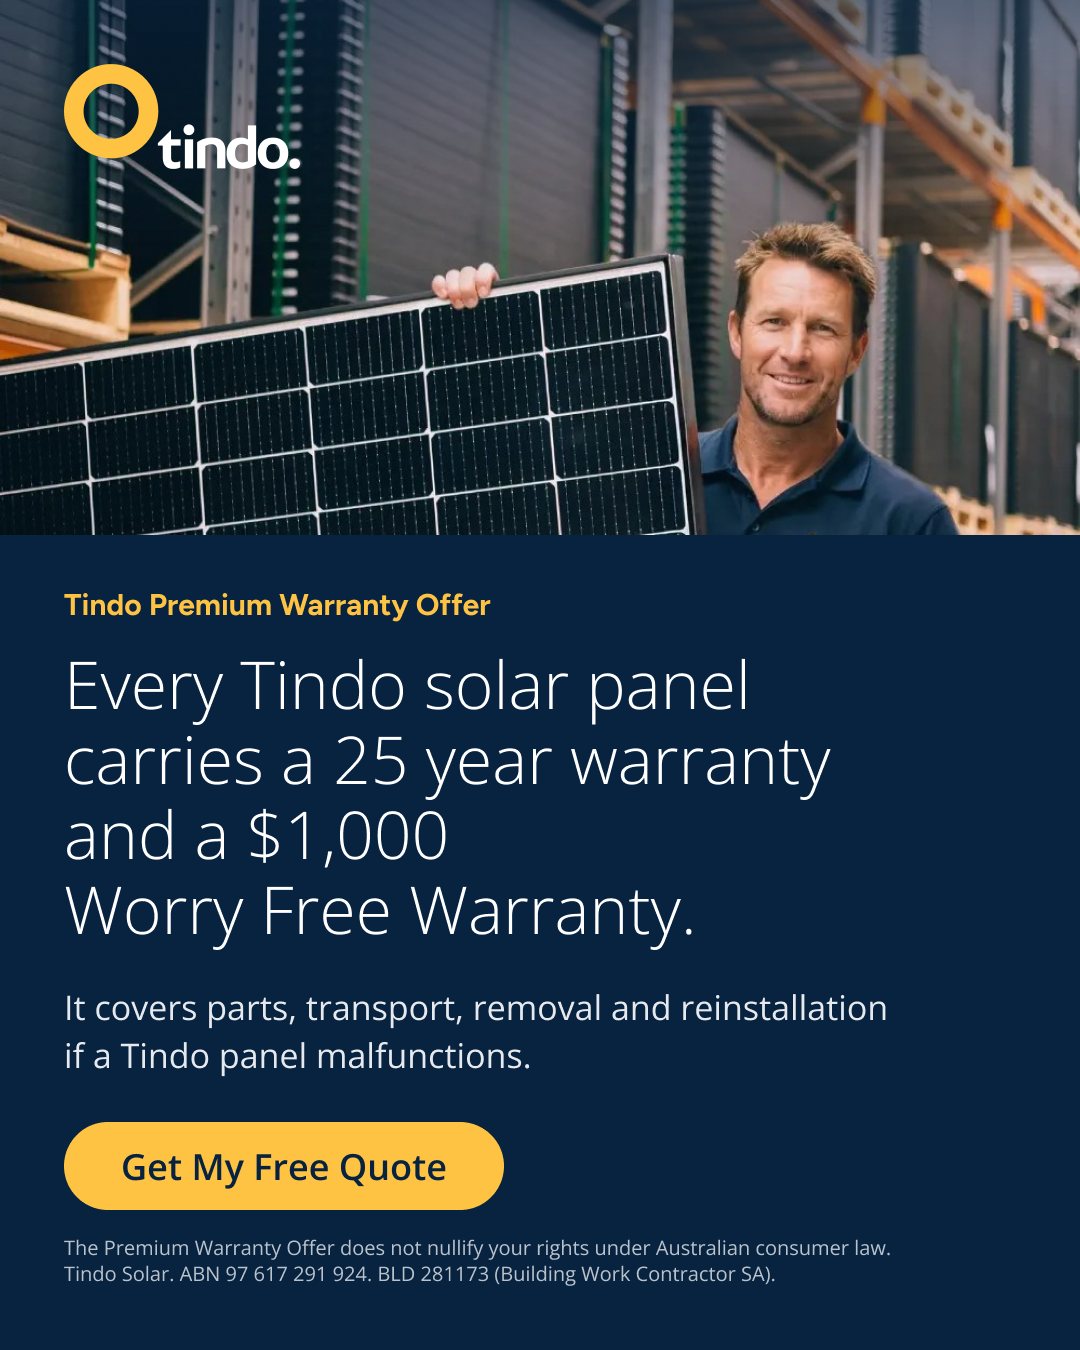 tindo.
Tindo Premium Warranty Offer
Every Tindo solar panel
carries a 25 year warranty
and a $1,000
Worry Free Warranty.
It covers parts, transport, removal and reinstallation
if a Tindo panel malfunctions.
Get My Free Quote
The Premium Warranty Offer does not nullify your rights under Australian consumer law.
Tindo Solar. ABN 97 617 291 924. BLD 281173 (Building Work Contractor SA).